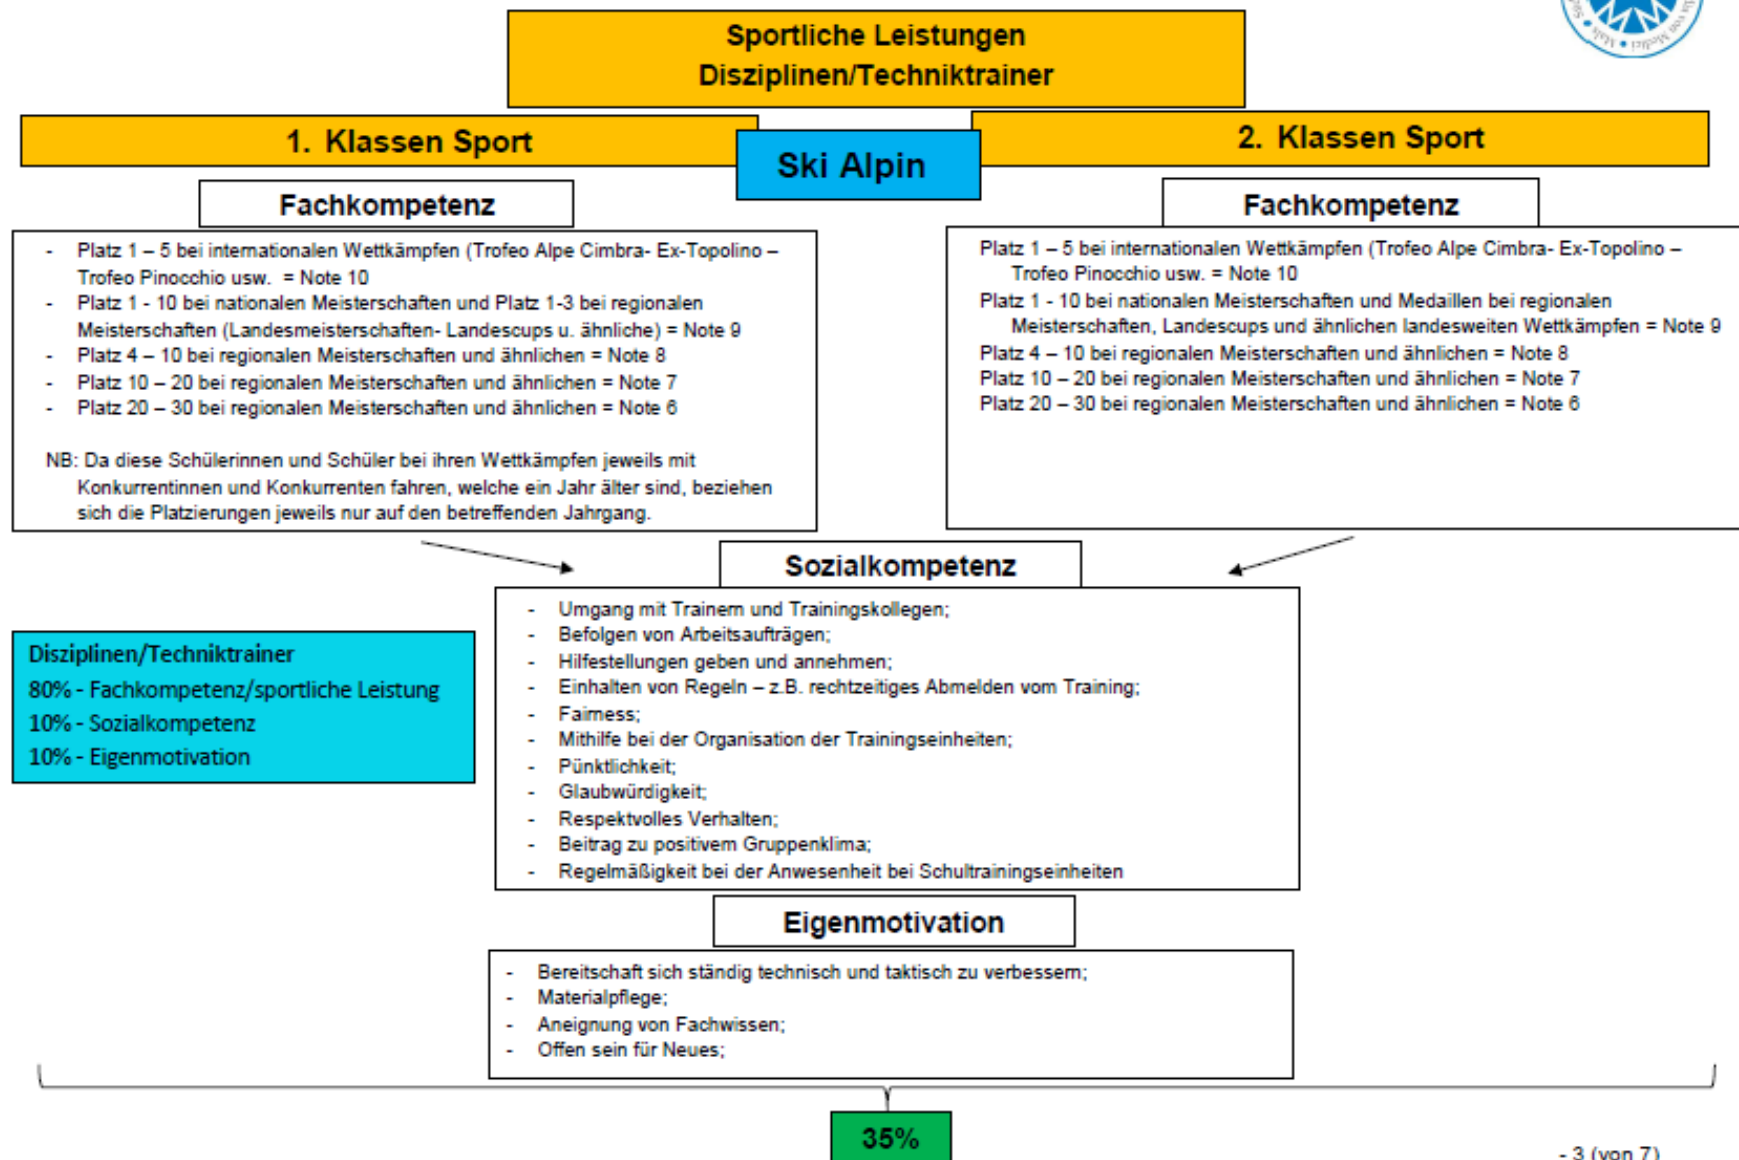 Sportliche Leistungen
Disziplinen/Techniktrainer
1. Klassen Sport
Ski Alpin
2. Klassen Sport
Fachkompetenz
- Platz 1 – 5 bei internationalen Wettkämpfen (Trofeo Alpe Cimbra- Ex-Topolino –
Trofeo Pinocchio usw. = Note 10
- Platz 1 - 10 bei nationalen Meisterschaften und Platz 1-3 bei regionalen
Meisterschaften (Landesmeisterschaften- Landescups u. ähnliche) = Note 9
- Platz 4 – 10 bei regionalen Meisterschaften und ähnlichen = Note 8
- Platz 10 – 20 bei regionalen Meisterschaften und ähnlichen = Note 7
- Platz 20 – 30 bei regionalen Meisterschaften und ähnlichen = Note 6
NB: Da diese Schülerinnen und Schüler bei ihren Wettkämpfen jeweils mit
Konkurrentinnen und Konkurrenten fahren, welche ein Jahr älter sind, beziehen
sich die Platzierungen jeweils nur auf den betreffenden Jahrgang.
Fachkompetenz
Platz 1 – 5 bei internationalen Wettkämpfen (Trofeo Alpe Cimbra- Ex-Topolino –
Trofeo Pinocchio usw. = Note 10
Platz 1 - 10 bei nationalen Meisterschaften und Medaillen bei regionalen
Meisterschaften, Landescups und ähnlichen landesweiten Wettkämpfen = Note 9
Platz 4 – 10 bei regionalen Meisterschaften und ähnlichen = Note 8
Platz 10 – 20 bei regionalen Meisterschaften und ähnlichen = Note 7
Platz 20 – 30 bei regionalen Meisterschaften und ähnlichen = Note 6
Sozialkompetenz
- Umgang mit Trainern und Trainingskollegen;
- Befolgen von Arbeitsaufträgen;
- Hilfestellungen geben und annehmen;
- Einhalten von Regeln – z.B. rechtzeitiges Abmelden vom Training;
- Fairness;
- Mithilfe bei der Organisation der Trainingseinheiten;
- Pünktlichkeit;
- Glaubwürdigkeit;
- Respektvolles Verhalten;
- Beitrag zu positivem Gruppenklima;
- Regelmäßigkeit bei der Anwesenheit bei Schultrainingseinheiten
Disziplinen/Techniktrainer
80% - Fachkompetenz/sportliche Leistung
10% - Sozialkompetenz
10% - Eigenmotivation
Eigenmotivation
- Bereitschaft sich ständig technisch und taktisch zu verbessern;
- Materialpflege;
- Aneignung von Fachwissen;
- Offen sein für Neues;
35%
- 3 (von 7)